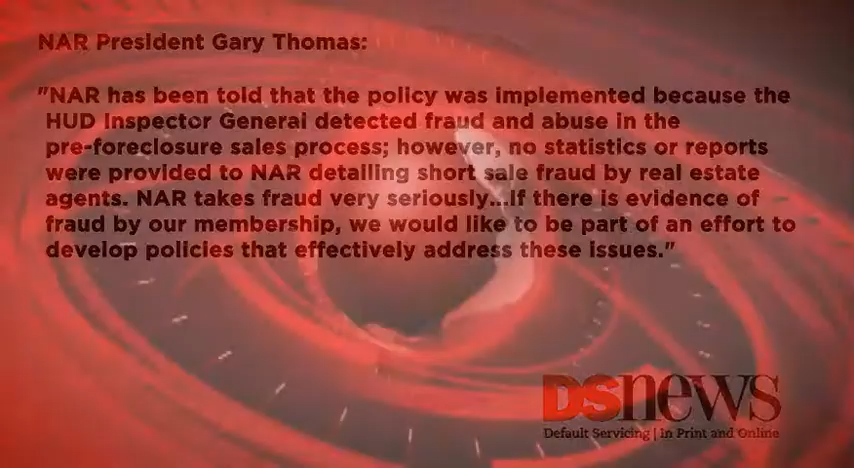 NAR President Gary Thomas:
"NAR has been told that the policy was implemented because the
HUD Inspector General detected fraud and abuse in the
pre-foreclosure sales process; however, no statistics or reports
were provided to NAR detailing short sale fraud by real estate
agents. NAR takes fraud very seriously...If there is evidence of
fraud by our membership, we would like to be part of an effort to
develop policies that effectively address these issues."
DSnews
Default Servicing | In Print and Online